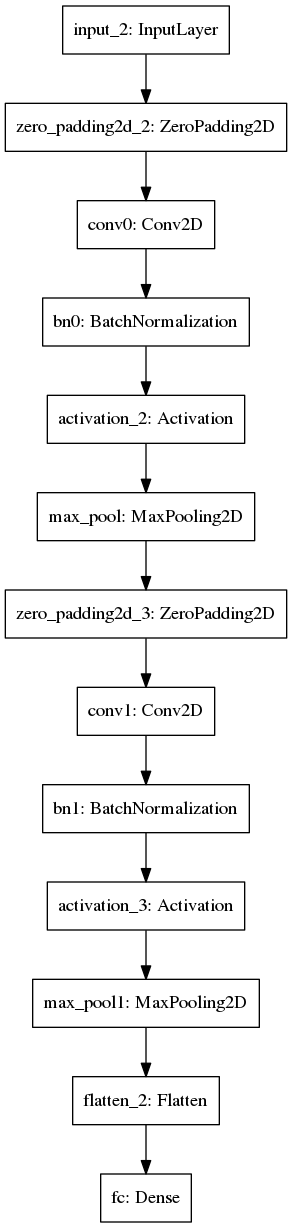 input_2: InputLayer
zero_padding2d_2: ZeroPadding2D
conv0: Conv2D
bn0: BatchNormalization
activation_2: Activation
max_pool: MaxPooling2D
zero_padding2d_3: ZeroPadding2D
conv1: Conv2D
bn1: BatchNormalization
activation_3: Activation
max_pool1: MaxPooling2D
flatten_2: Flatten
fc: Dense